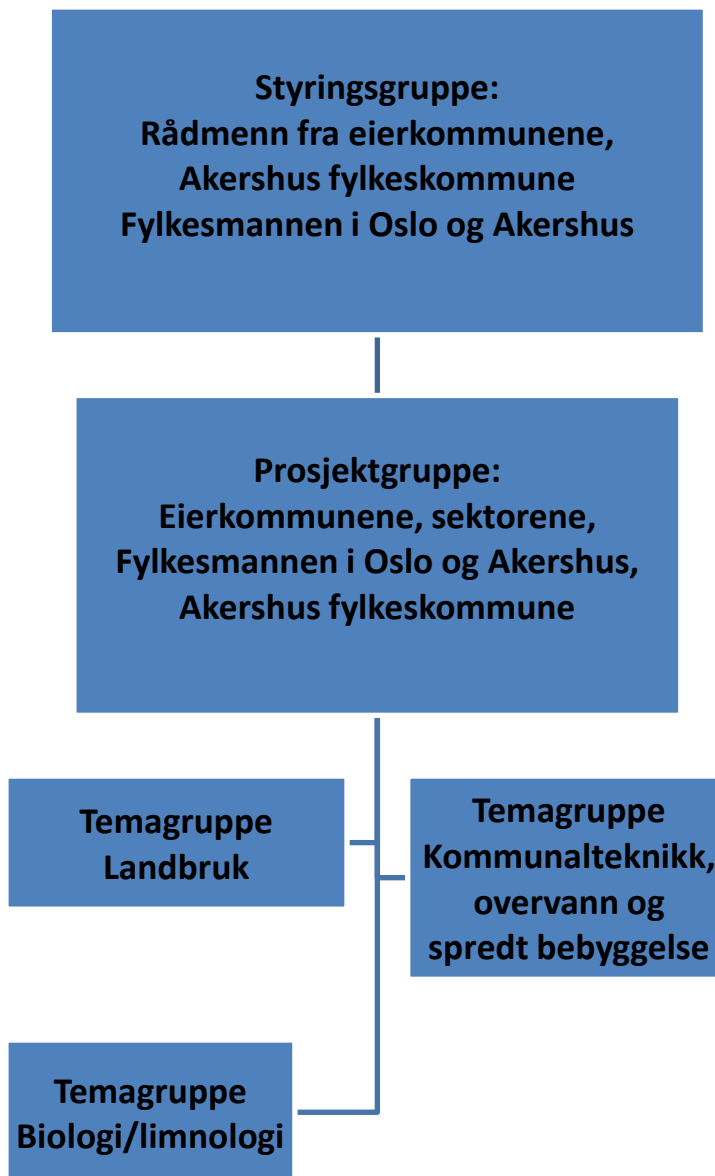 Styringsgruppe:
Rådmenn fra eierkommunene,
Akershus fylkeskommune
Fylkesmannen i Oslo og Akershus
Prosjektgruppe:
Eierkommunene, sektorene,
Fylkesmannen i Oslo og Akershus,
Akershus fylkeskommune
Temagruppe
Landbruk
Temagruppe
Kommunalteknikk,
overvann og
spredt bebyggelse
Temagruppe
Biologi/limnologi